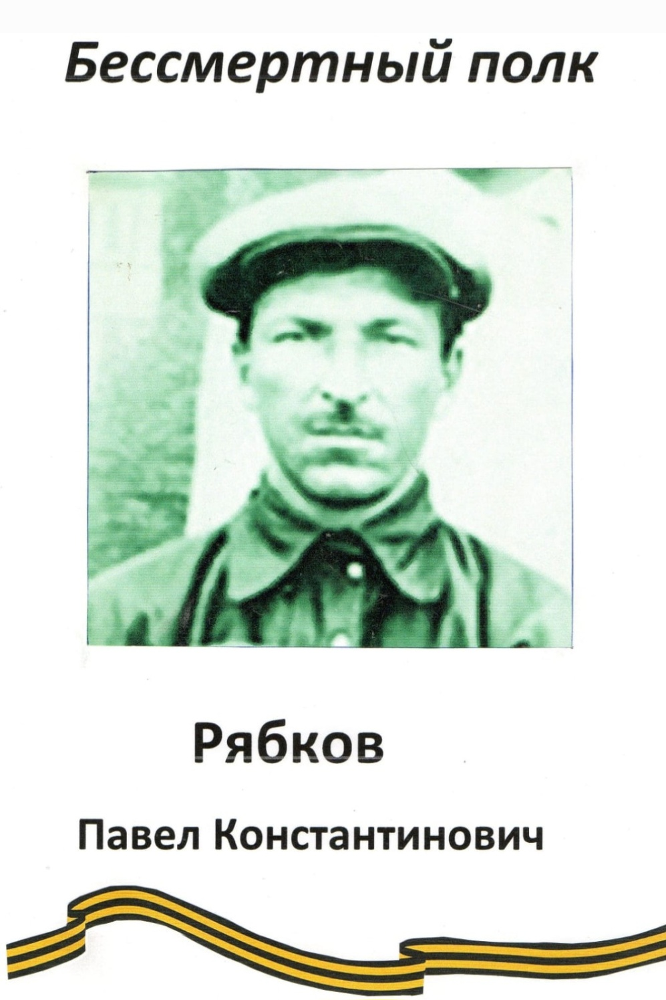 Бессмертный полк
Рябков
Павел Константинович